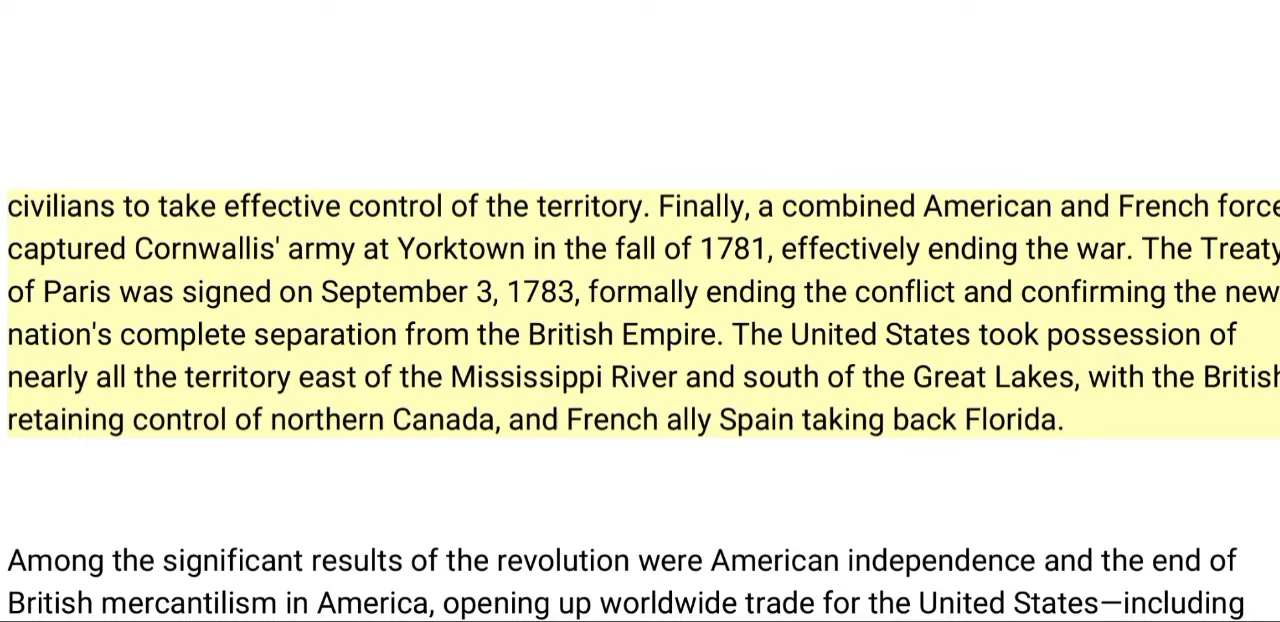 civilians to take effective control of the territory. Finally, a combined American and French force
captured Cornwallis' army at Yorktown in the fall of 1781, effectively ending the war. The Treaty
of Paris was signed on September 3, 1783, formally ending the conflict and confirming the new
nation's complete separation from the British Empire. The United States took possession of
nearly all the territory east of the Mississippi River and south of the Great Lakes, with the British
retaining control of northern Canada, and French ally Spain taking back Florida.
Among the significant results of the revolution were American independence and the end of
British mercantilism in America, opening up worldwide trade for the United States—including